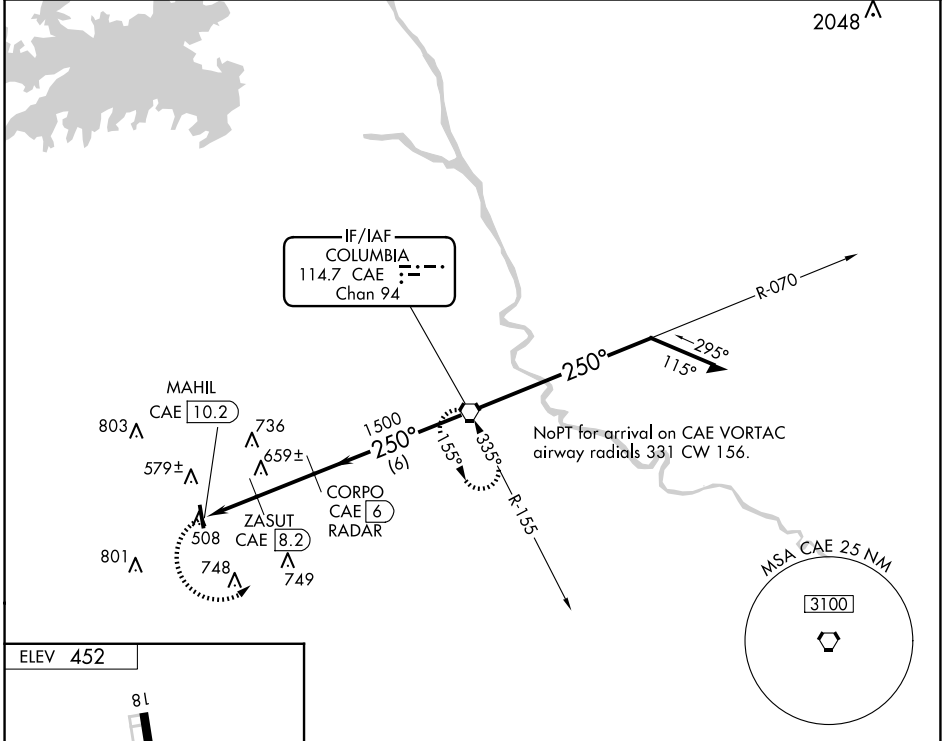 2048
IF/IAF
COLUMBIA
114.7 CAE
Chan 94
R-070
295°
115°
250°
MAHIL
CAE 10.2
803
736
1500
250°
(6)
659±
579±
155°
335°
NoPT for arrival on CAE VORTAC
airway radials 331 CW 156.
CORPO
CAE 6
RADAR
R-155
ZASUT
CAE 8.2
508
801
748
749
MSA CAE 25 NM
3100
ELEV 452
18